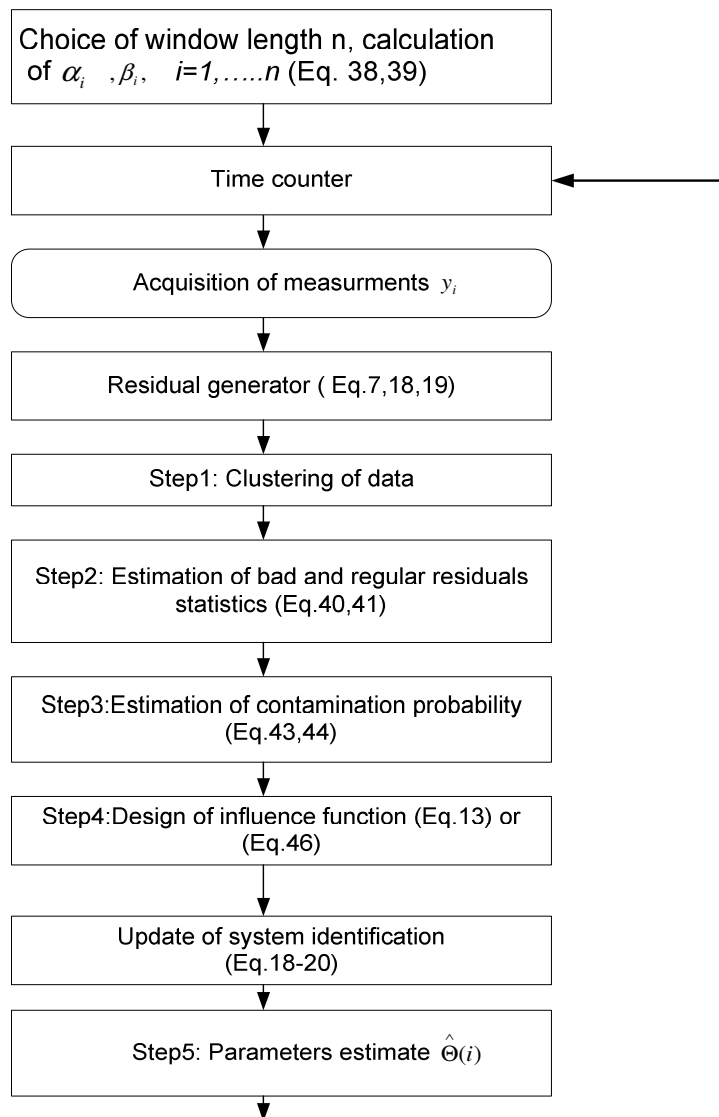 Choice of window length n, calculation
of α_i ,β_i, i=1,.....n (Eq. 38,39)
Time counter
Acquisition of measurments y_i
Residual generator ( Eq.7,18,19)
Step1: Clustering of data
Step2: Estimation of bad and regular residuals
statistics (Eq.40,41)
Step3:Estimation of contamination probability
(Eq.43,44)
Step4:Design of influence function (Eq.13) or
(Eq.46)
Update of system identification
(Eq.18-20)
Step5: Parameters estimate Θ̂(i)